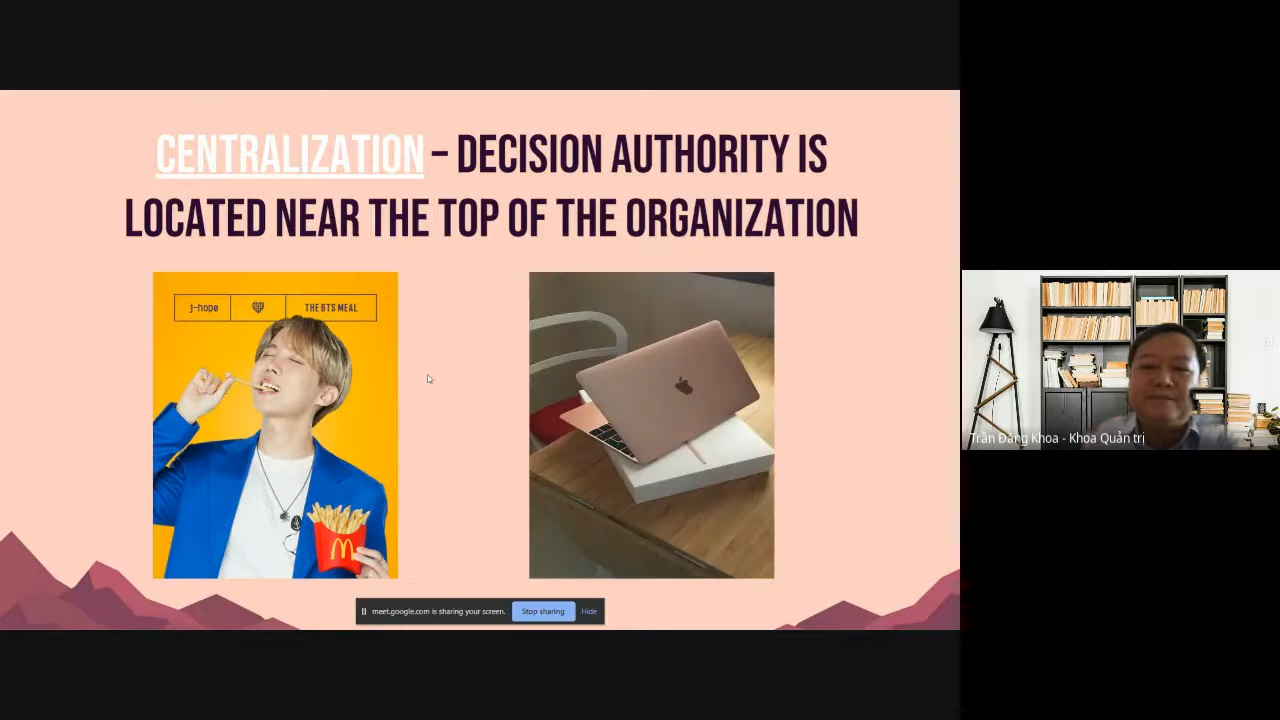 CENTRALIZATION – DECISION AUTHORITY IS
LOCATED NEAR THE TOP OF THE ORGANIZATION
j-hope
THE BTS MEAL
meet.google.com is sharing your screen.
Stop sharing
Hide
Trần Đăng Khoa - Khoa Quản trị